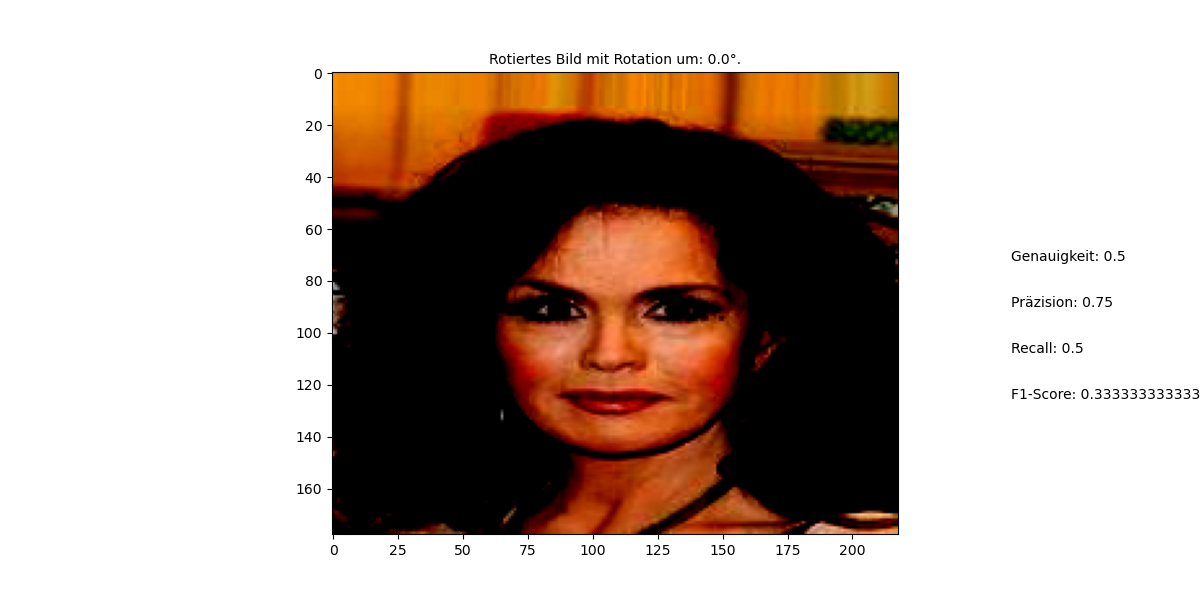 Rotiertes Bild mit Rotation um: 0.0°.
0
20
40
60
80
100
120
140
160
0 25 50 75 100 125 150 175 200
Genauigkeit: 0.5
Präzision: 0.75
Recall: 0.5
F1-Score: 0.333333333333